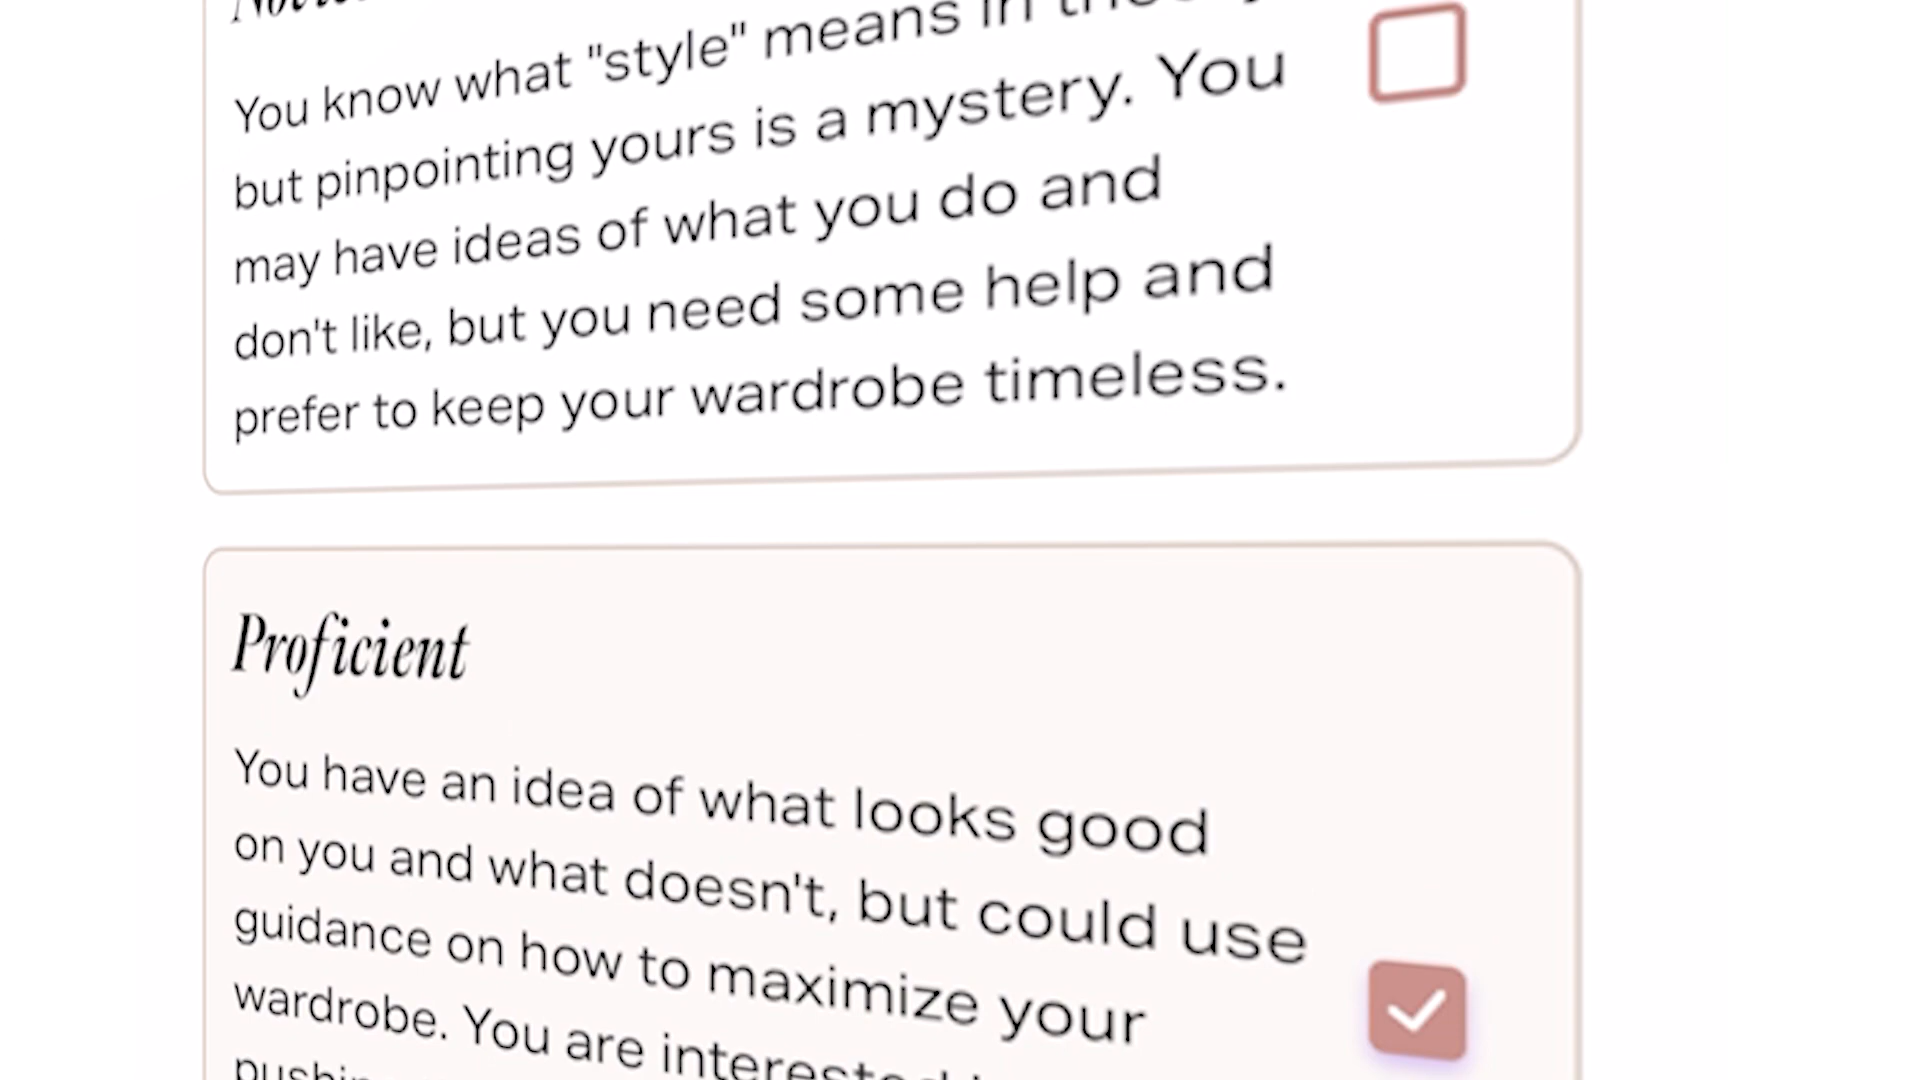 You know what "style" means in
but pinpointing yours is a mystery. You
may have ideas of what you do and
don't like, but you need some help and
prefer to keep your wardrobe timeless.
Proficient
You have an idea of what looks good
on you and what doesn't, but could use
guidance on how to maximize your
wardrobe. You are interested